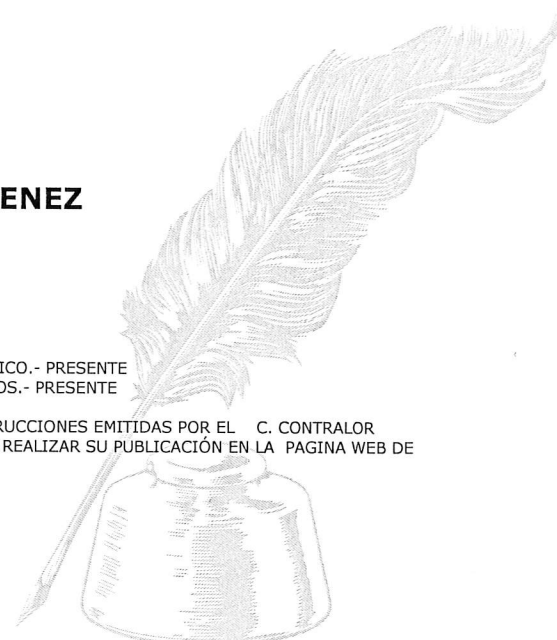 ENEZ
ICO.- PRESENTE
OS.- PRESENTE
RUCCIONES EMITIDAS POR EL C. CONTRALOR
REALIZAR SU PUBLICACIÓN EN LA PAGINA WEB DE